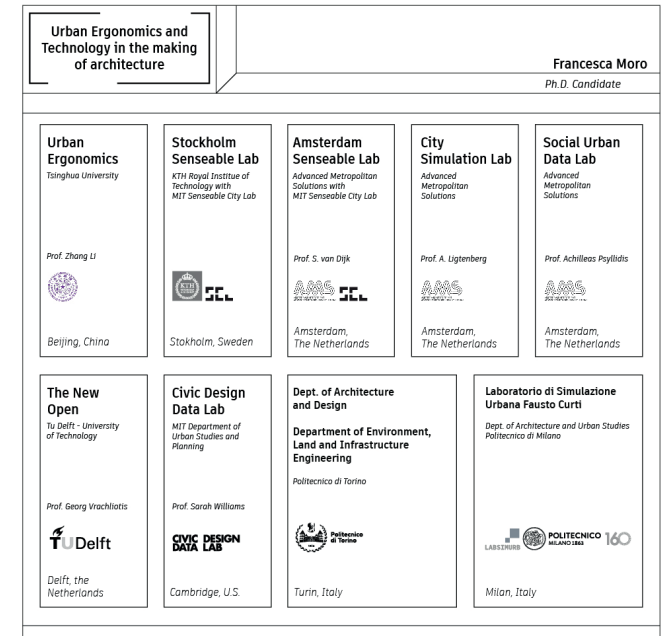 Urban Ergonomics and
Technology in the making
of architecture
Francesca Moro
Ph.D. Candidate
Urban
Ergonomics
Tsinghua University
Prof. Zhang Li
Beijing, China
Stockholm
Senseable Lab
KTH Royal Institue of
Technology with
MIT Senseable City Lab
KTH
SCL
Stokholm, Sweden
Amsterdam
Senseable Lab
Advanced Metropolitan
Solutions with
MIT Senseable City Lab
Prof. S. van Dijk
AMS
SCL
Amsterdam,
The Netherlands
City
Simulation Lab
Advanced
Metropolitan
Solutions
Prof. A. Ligtenberg
AMS
Amsterdam,
The Netherlands
Social Urban
Data Lab
Advanced
Metropolitan
Solutions
Prof. Achilleas Psyllidis
AMS
Amsterdam,
The Netherlands
The New
Open
Tu Delft - University
of Technology
Prof. Georg Vrachliotis
TUDelft
Delft, the
Netherlands
Civic Design
Data Lab
MIT Department of
Urban Studies and
Planning
Prof. Sarah Williams
CIVIC DESIGN
DATA LAB
Cambridge, U.S.
Dept. of Architecture
and Design
Department of Environment,
Land and Infrastructure
Engineering
Politecnico di Torino
Politecnico
di Torino
Turin, Italy
Laboratorio di Simulazione
Urbana Fausto Curti
Dept. of Architecture and Urban Studies
Politecnico di Milano
LABSIMURB
POLITECNICO
MILANO 1863
160
Milan, Italy